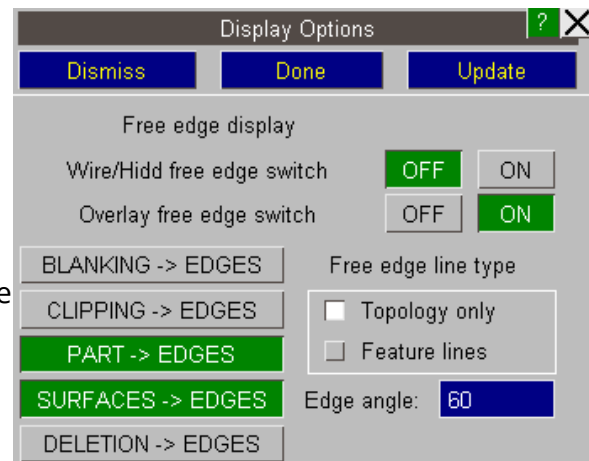 Display Options ? X
Dismiss Done Update
Free edge display
Wire/Hidd free edge switch OFF ON
Overlay free edge switch OFF ON
BLANKING -> EDGES Free edge line type
e CLIPPING -> EDGES Topology only
PART -> EDGES Feature lines
SURFACES -> EDGES Edge angle: 60
DELETION -> EDGES